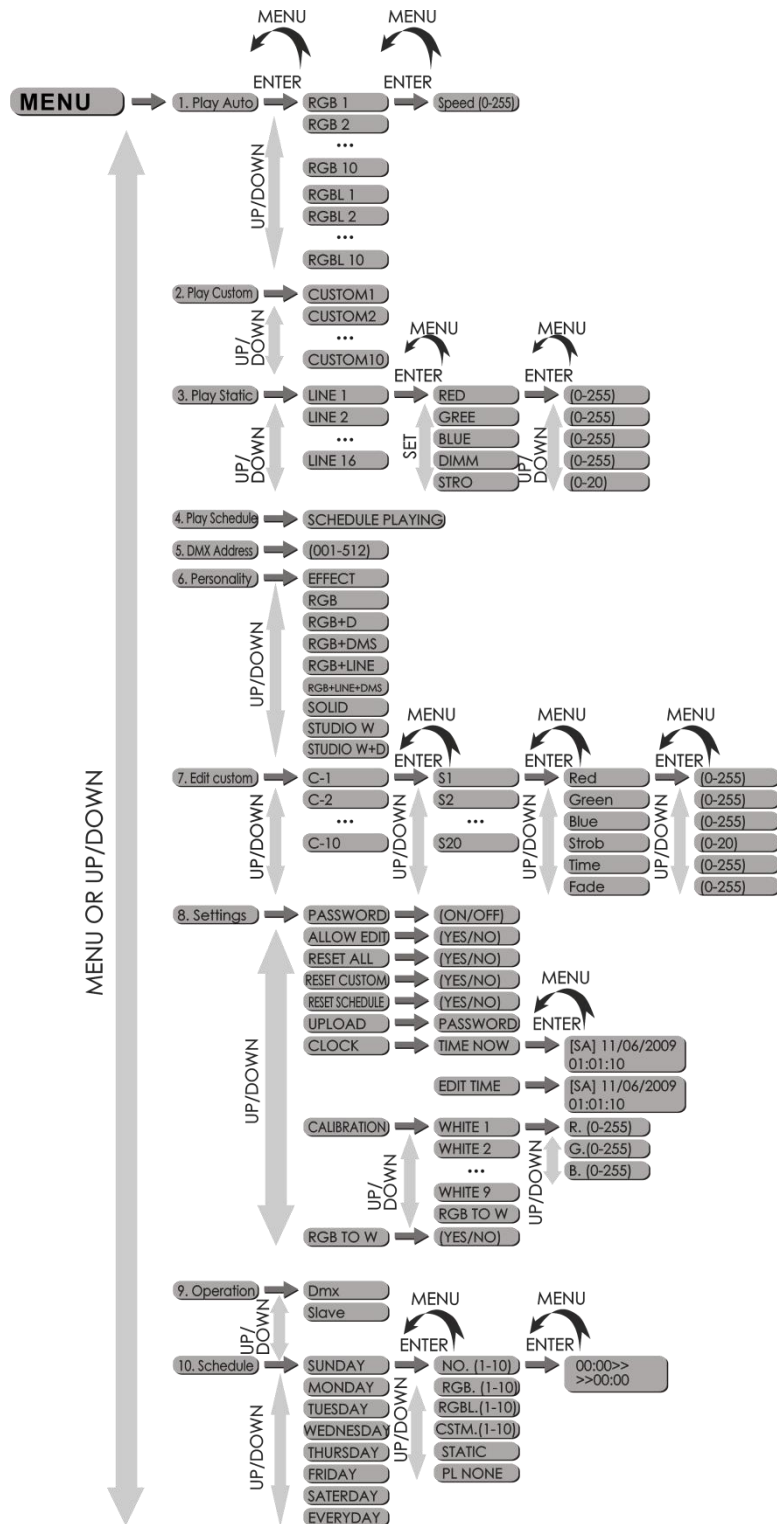 MENU MENU
ENTER ENTER
MENU 1. Play Auto RGB 1 Speed (0-255)
RGB 2
...
RGB 10
RGBL 1
RGBL 2
...
RGBL 10
UP/DOWN
2. Play Custom CUSTOM1
CUSTOM2
...
CUSTOM10
UP/
DOWN
MENU MENU
ENTER ENTER
3. Play Static LINE 1 RED (0-255)
LINE 2 GREE (0-255)
... BLUE (0-255)
LINE 16 DIMM (0-255)
STRO (0-20)
UP/
DOWN
SET
UP/
DOWN
4. Play Schedule SCHEDULE PLAYING
5. DMX Address (001-512)
6. Personality EFFECT
RGB
RGB+D
RGB+DMS
RGB+LINE
RGB+LINE+DMS
SOLID
STUDIO W
STUDIO W+D
UP/DOWN
MENU MENU MENU
ENTER ENTER ENTER
7. Edit custom C-1 S1 Red (0-255)
C-2 S2 Green (0-255)
... ... Blue (0-255)
C-10 S20 Strob (0-20)
Time (0-255)
Fade (0-255)
UP/DOWN
UP/DOWN
UP/DOWN
UP/DOWN
MENU OR UP/DOWN
8. Settings PASSWORD (ON/OFF)
ALLOW EDIT (YES/NO)
RESET ALL (YES/NO)
RESET CUSTOM (YES/NO)
RESET SCHEDULE (YES/NO)
UPLOAD PASSWORD
MENU
ENTER
CLOCK TIME NOW [SA] 11/06/2009
01:01:10
EDIT TIME [SA] 11/06/2009
01:01:10
CALIBRATION WHITE 1 R. (0-255)
WHITE 2 G.(0-255)
... B. (0-255)
WHITE 9
RGB TO W
RGB TO W (YES/NO)
UP/DOWN
UP/
DOWN
UP/DOWN
9. Operation Dmx
Slave
UP/
DOWN
MENU MENU
ENTER ENTER
10. Schedule SUNDAY NO. (1-10) 00:00>>
>>00:00
MONDAY RGB. (1-10)
TUESDAY RGBL.(1-10)
WEDNESDAY CSTM.(1-10)
THURSDAY STATIC
FRIDAY PL NONE
SATERDAY
EVERYDAY
UP/DOWN
UP/DOWN